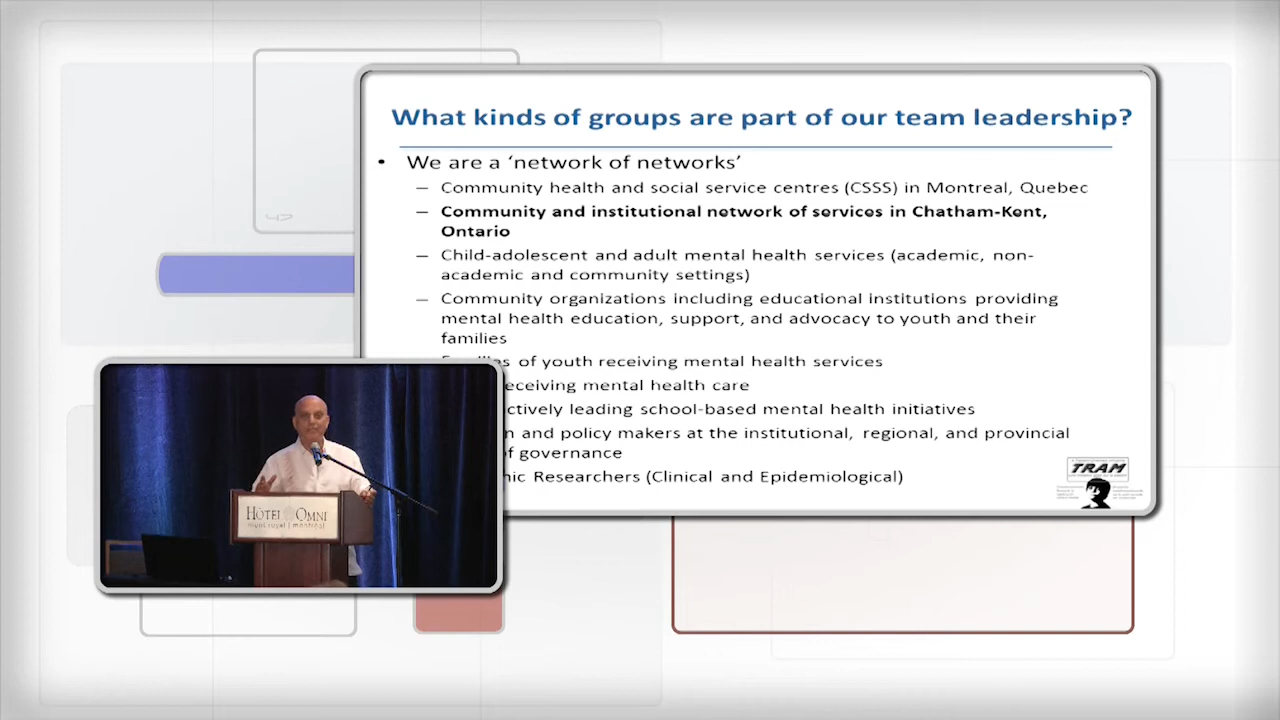 What kinds of groups are part of our team leadership?
• We are a ‘network of networks’
– Community health and social service centres (CSSS) in Montreal, Quebec
– Community and institutional network of services in Chatham-Kent,
Ontario
– Child-adolescent and adult mental health services (academic, non-
academic and community settings)
– Community organizations including educational institutions providing
mental health education, support, and advocacy to youth and their
families
of youth receiving mental health services
receiving mental health care
leading school-based mental health initiatives
and policy makers at the institutional, regional, and provincial
of governance
Researchers (Clinical and Epidemiological)
TRAM
HÔTEL OMNI
mont-royal | montréal